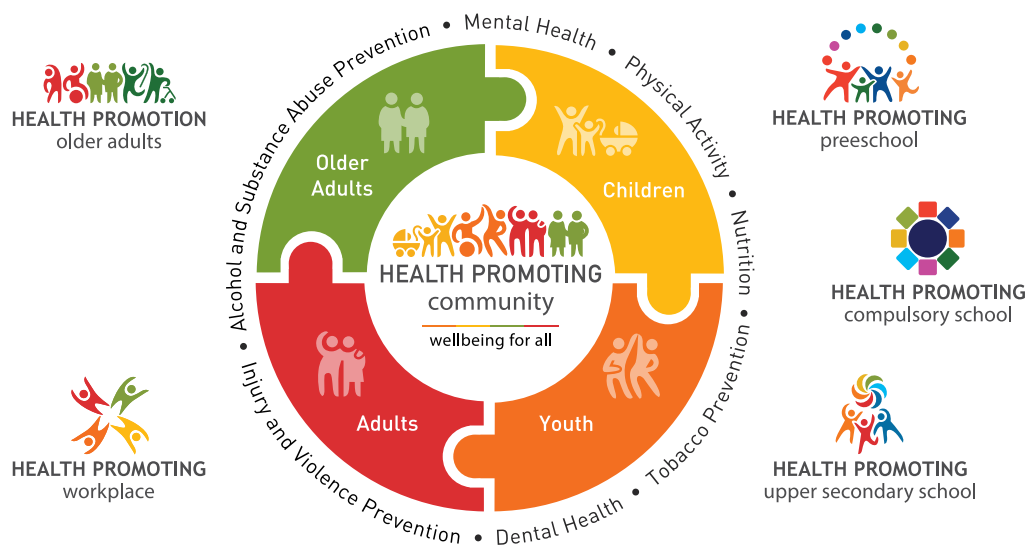 Mental Health • Physical Activity • Nutrition • Tobacco Prevention • Dental Health • Injury and Violence Prevention • Alcohol and Substance Abuse Prevention •
HEALTH PROMOTION
older adults
HEALTH PROMOTING
preeschool
Older
Adults
Children
HEALTH PROMOTING
community
wellbeing for all
HEALTH PROMOTING
compulsory school
Adults
Youth
HEALTH PROMOTING
workplace
HEALTH PROMOTING
upper secondary school